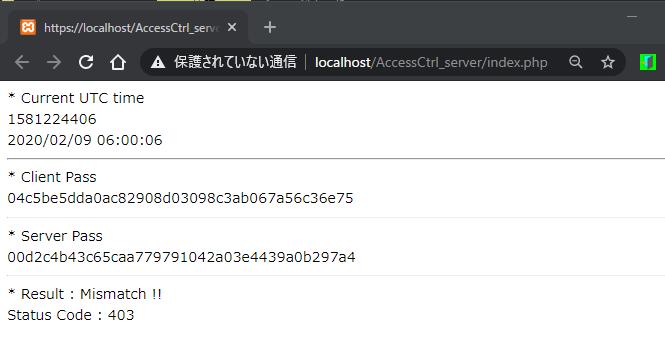 https://localhost/AccessCtrl_serve
保護されていない通信 localhost/AccessCtrl_server/index.php
* Current UTC time
1581224406
2020/02/09 06:00:06
* Client Pass
04c5be5dda0ac82908d03098c3ab067a56c36e75
* Server Pass
00d2c4b43c65caa779791042a03e4439a0b297a4
* Result : Mismatch !!
Status Code : 403